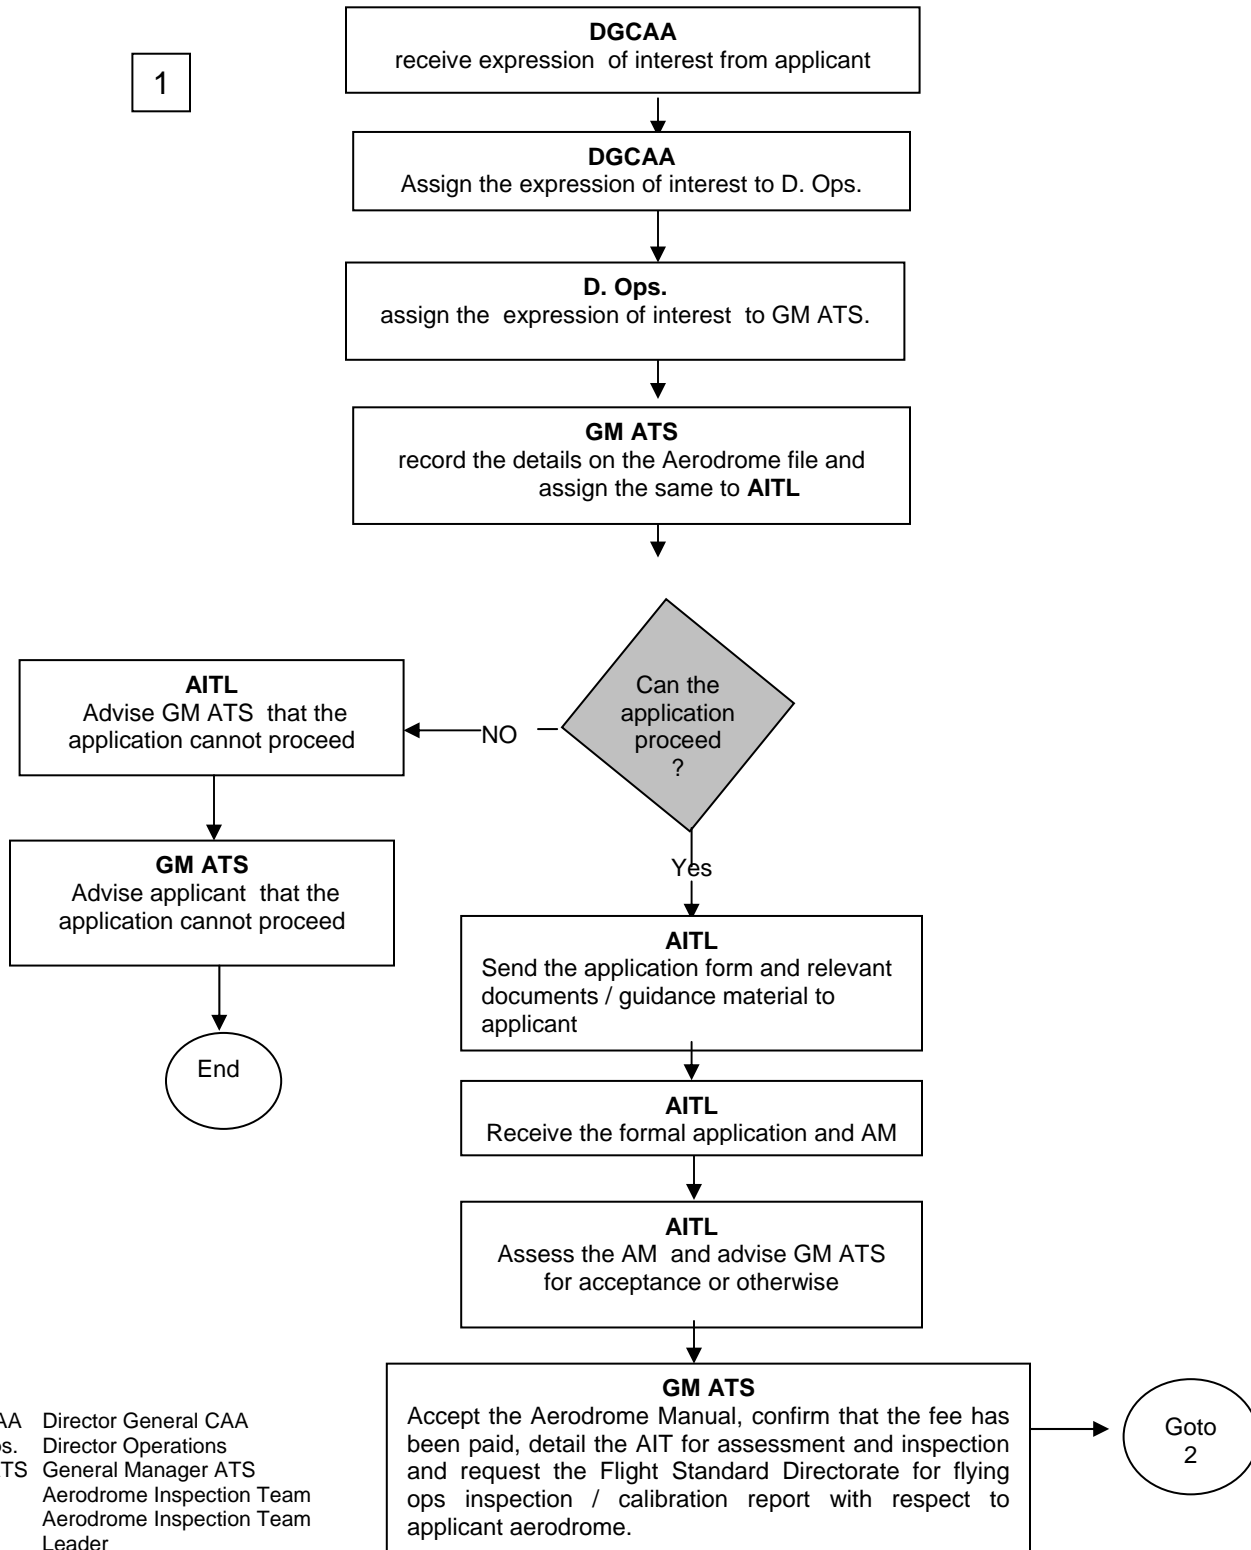 1
DGCAA
receive expression of interest from applicant
DGCAA
Assign the expression of interest to D. Ops.
D. Ops.
assign the expression of interest to GM ATS.
GM ATS
record the details on the Aerodrome file and
assign the same to AITL
Can the
application
proceed
?
NO
AITL
Advise GM ATS that the
application cannot proceed
GM ATS
Advise applicant that the
application cannot proceed
End
Yes
AITL
Send the application form and relevant
documents / guidance material to
applicant
AITL
Receive the formal application and AM
AITL
Assess the AM and advise GM ATS
for acceptance or otherwise
GM ATS
Accept the Aerodrome Manual, confirm that the fee has
been paid, detail the AIT for assessment and inspection
and request the Flight Standard Directorate for flying
ops inspection / calibration report with respect to
applicant aerodrome.
Goto
2
Director General CAA
Director Operations
General Manager ATS
Aerodrome Inspection Team
Aerodrome Inspection Team
Leader